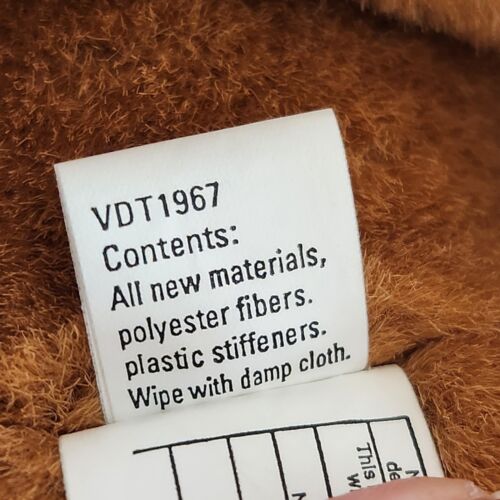 VDT1967
Contents:
All new materials,
polyester fibers.
plastic stiffeners.
Wipe with damp cloth.
This